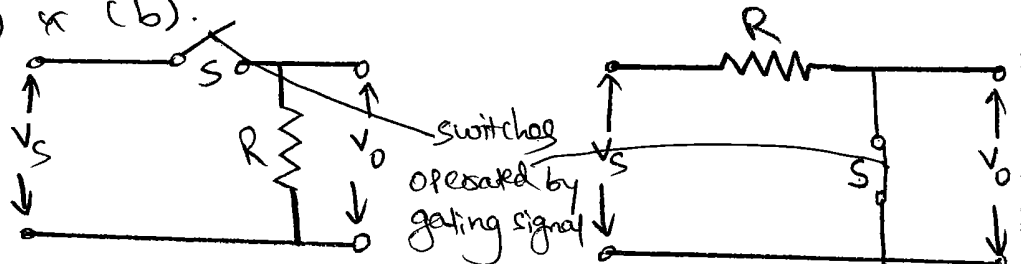 ) & (b).
R
S
Vs
R
Vo
switches
operated by
gating signal
Vs
S
Vo